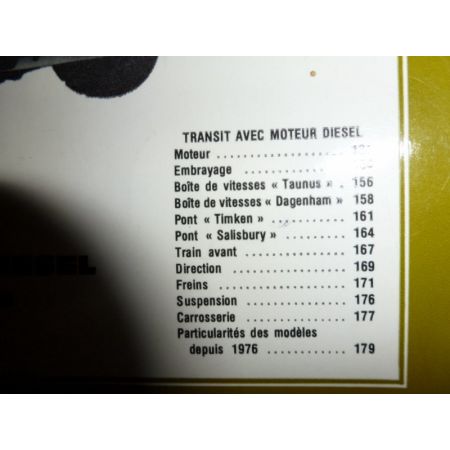 TRANSIT AVEC MOTEUR DIESEL
Moteur ..................
Embrayage ...............
Boîte de vitesses « Taunus » . 156
Boîte de vitesses « Dagenham » 158
Pont « Timken » ............ 161
Pont « Salisbury » .......... 164
Train avant ................ 167
Direction ................. 169
Freins .................... 171
Suspension ............... 176
Carrosserie ............... 177
Particularités des modèles
depuis 1976 .............. 179